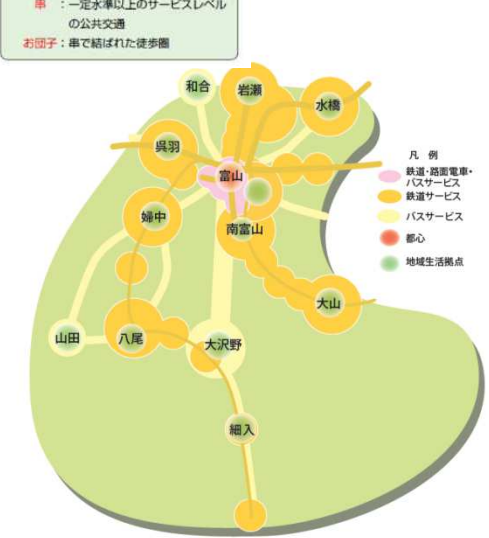 串 ：一定水準以上のサービスレベル
の公共交通
お団子：串で結ばれた徒歩圏
和合
岩瀬
水橋
呉羽
富山
婦中
南富山
大山
山田
八尾
大沢野
細入
凡 例
鉄道・路面電車・
バスサービス
鉄道サービス
バスサービス
都心
地域生活拠点